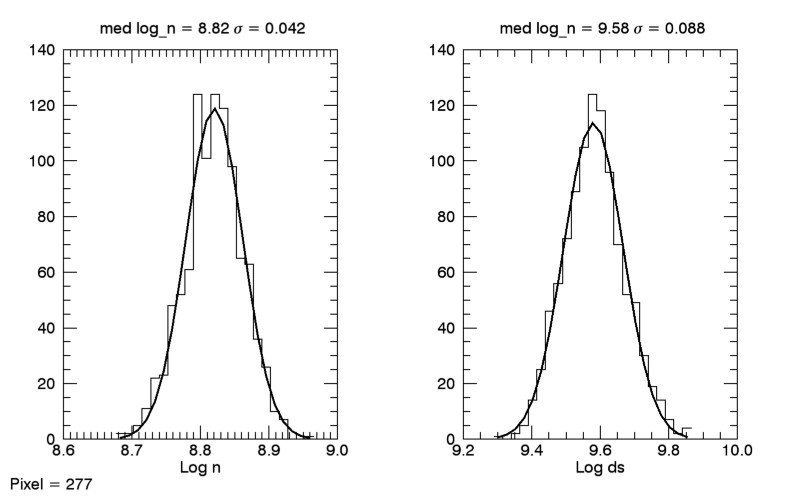 med log_n = 8.82 σ = 0.042
140
120
100
80
60
40
20
0
8.6 8.7 8.8 8.9 9.0
Log n
med log_n = 9.58 σ = 0.088
140
120
100
80
60
40
20
0
9.2 9.4 9.6 9.8 10.0
Log ds
Pixel = 277